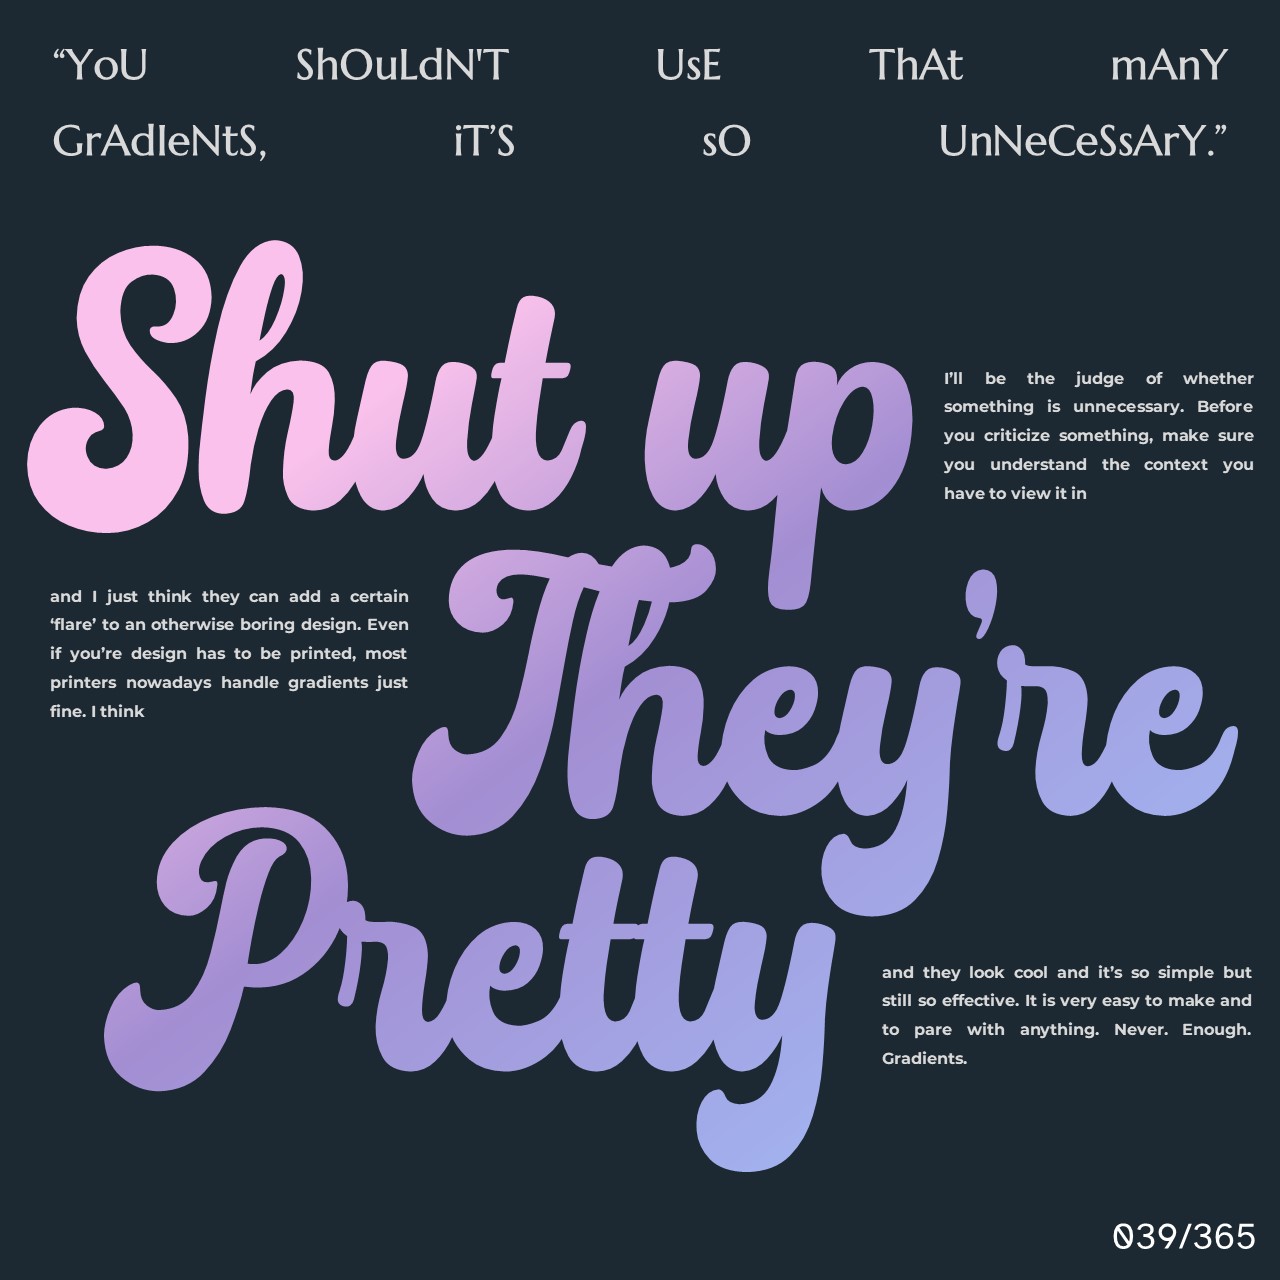 “YoU ShOuLdN'T UsE ThAt mAnY
GrAdIeNtS, iT’S sO UnNeCeSsArY.”
Shut up
I’ll be the judge of whether
something is unnecessary. Before
you criticize something, make sure
you understand the context you
have to view it in
They’re
and I just think they can add a certain
‘flare’ to an otherwise boring design. Even
if you’re design has to be printed, most
printers nowadays handle gradients just
fine. I think
Pretty
and they look cool and it’s so simple but
still so effective. It is very easy to make and
to pare with anything. Never. Enough.
Gradients.
039/365